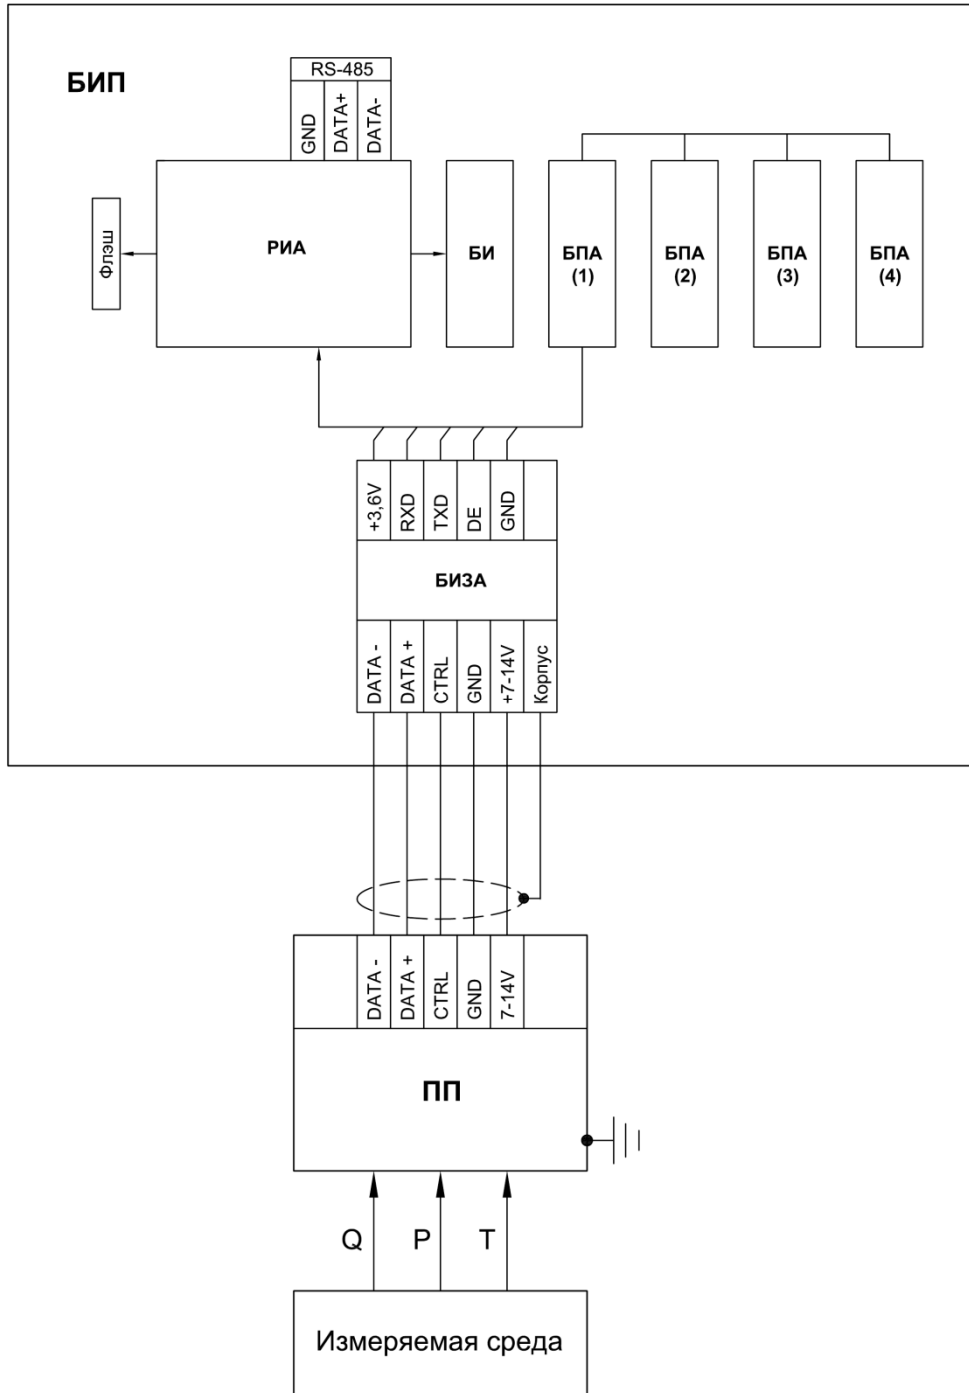 БИП
RS-485
GND
DATA+
DATA-
Флэш
РИА
БИ
БПА
(1)
БПА
(2)
БПА
(3)
БПА
(4)
+3,6V
RXD
TXD
DE
GND
БИЗА
DATA -
DATA +
CTRL
GND
+7-14V
Корпус
DATA -
DATA +
CTRL
GND
7-14V
ПП
Q
P
T
Измеряемая среда